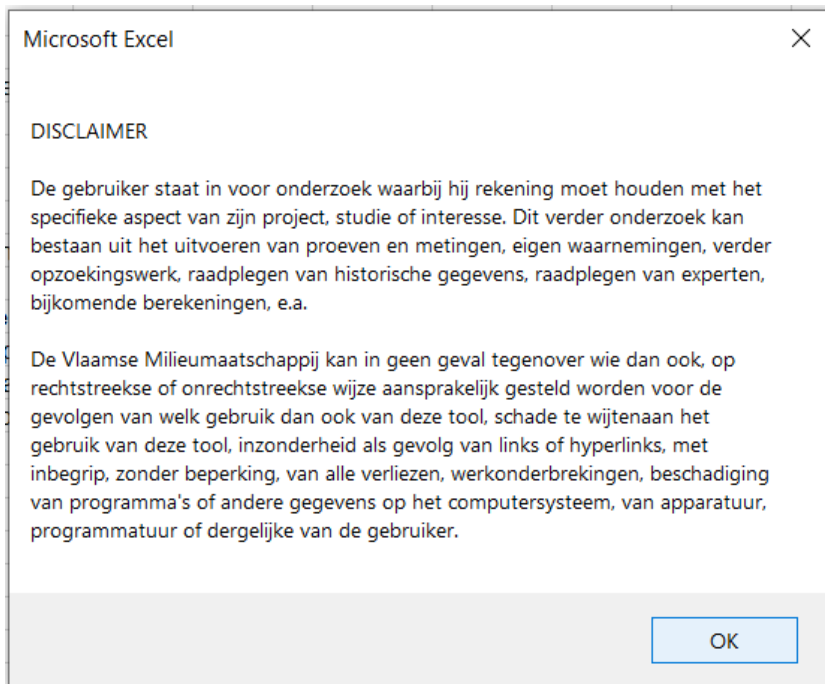 Microsoft Excel
DISCLAIMER
De gebruiker staat in voor onderzoek waarbij hij rekening moet houden met het
specifieke aspect van zijn project, studie of interesse. Dit verder onderzoek kan
bestaan uit het uitvoeren van proeven en metingen, eigen waarnemingen, verder
opzoekingswerk, raadplegen van historische gegevens, raadplegen van experten,
bijkomende berekeningen, e.a.
De Vlaamse Milieumaatschappij kan in geen geval tegenover wie dan ook, op
rechtstreekse of onrechtstreekse wijze aansprakelijk gesteld worden voor de
gevolgen van welk gebruik dan ook van deze tool, schade te wijtenaan het
gebruik van deze tool, inzonderheid als gevolg van links of hyperlinks, met
inbegrip, zonder beperking, van alle verliezen, werkonderbrekingen, beschadiging
van programma's of andere gegevens op het computersysteem, van apparatuur,
programmatuur of dergelijke van de gebruiker.
OK